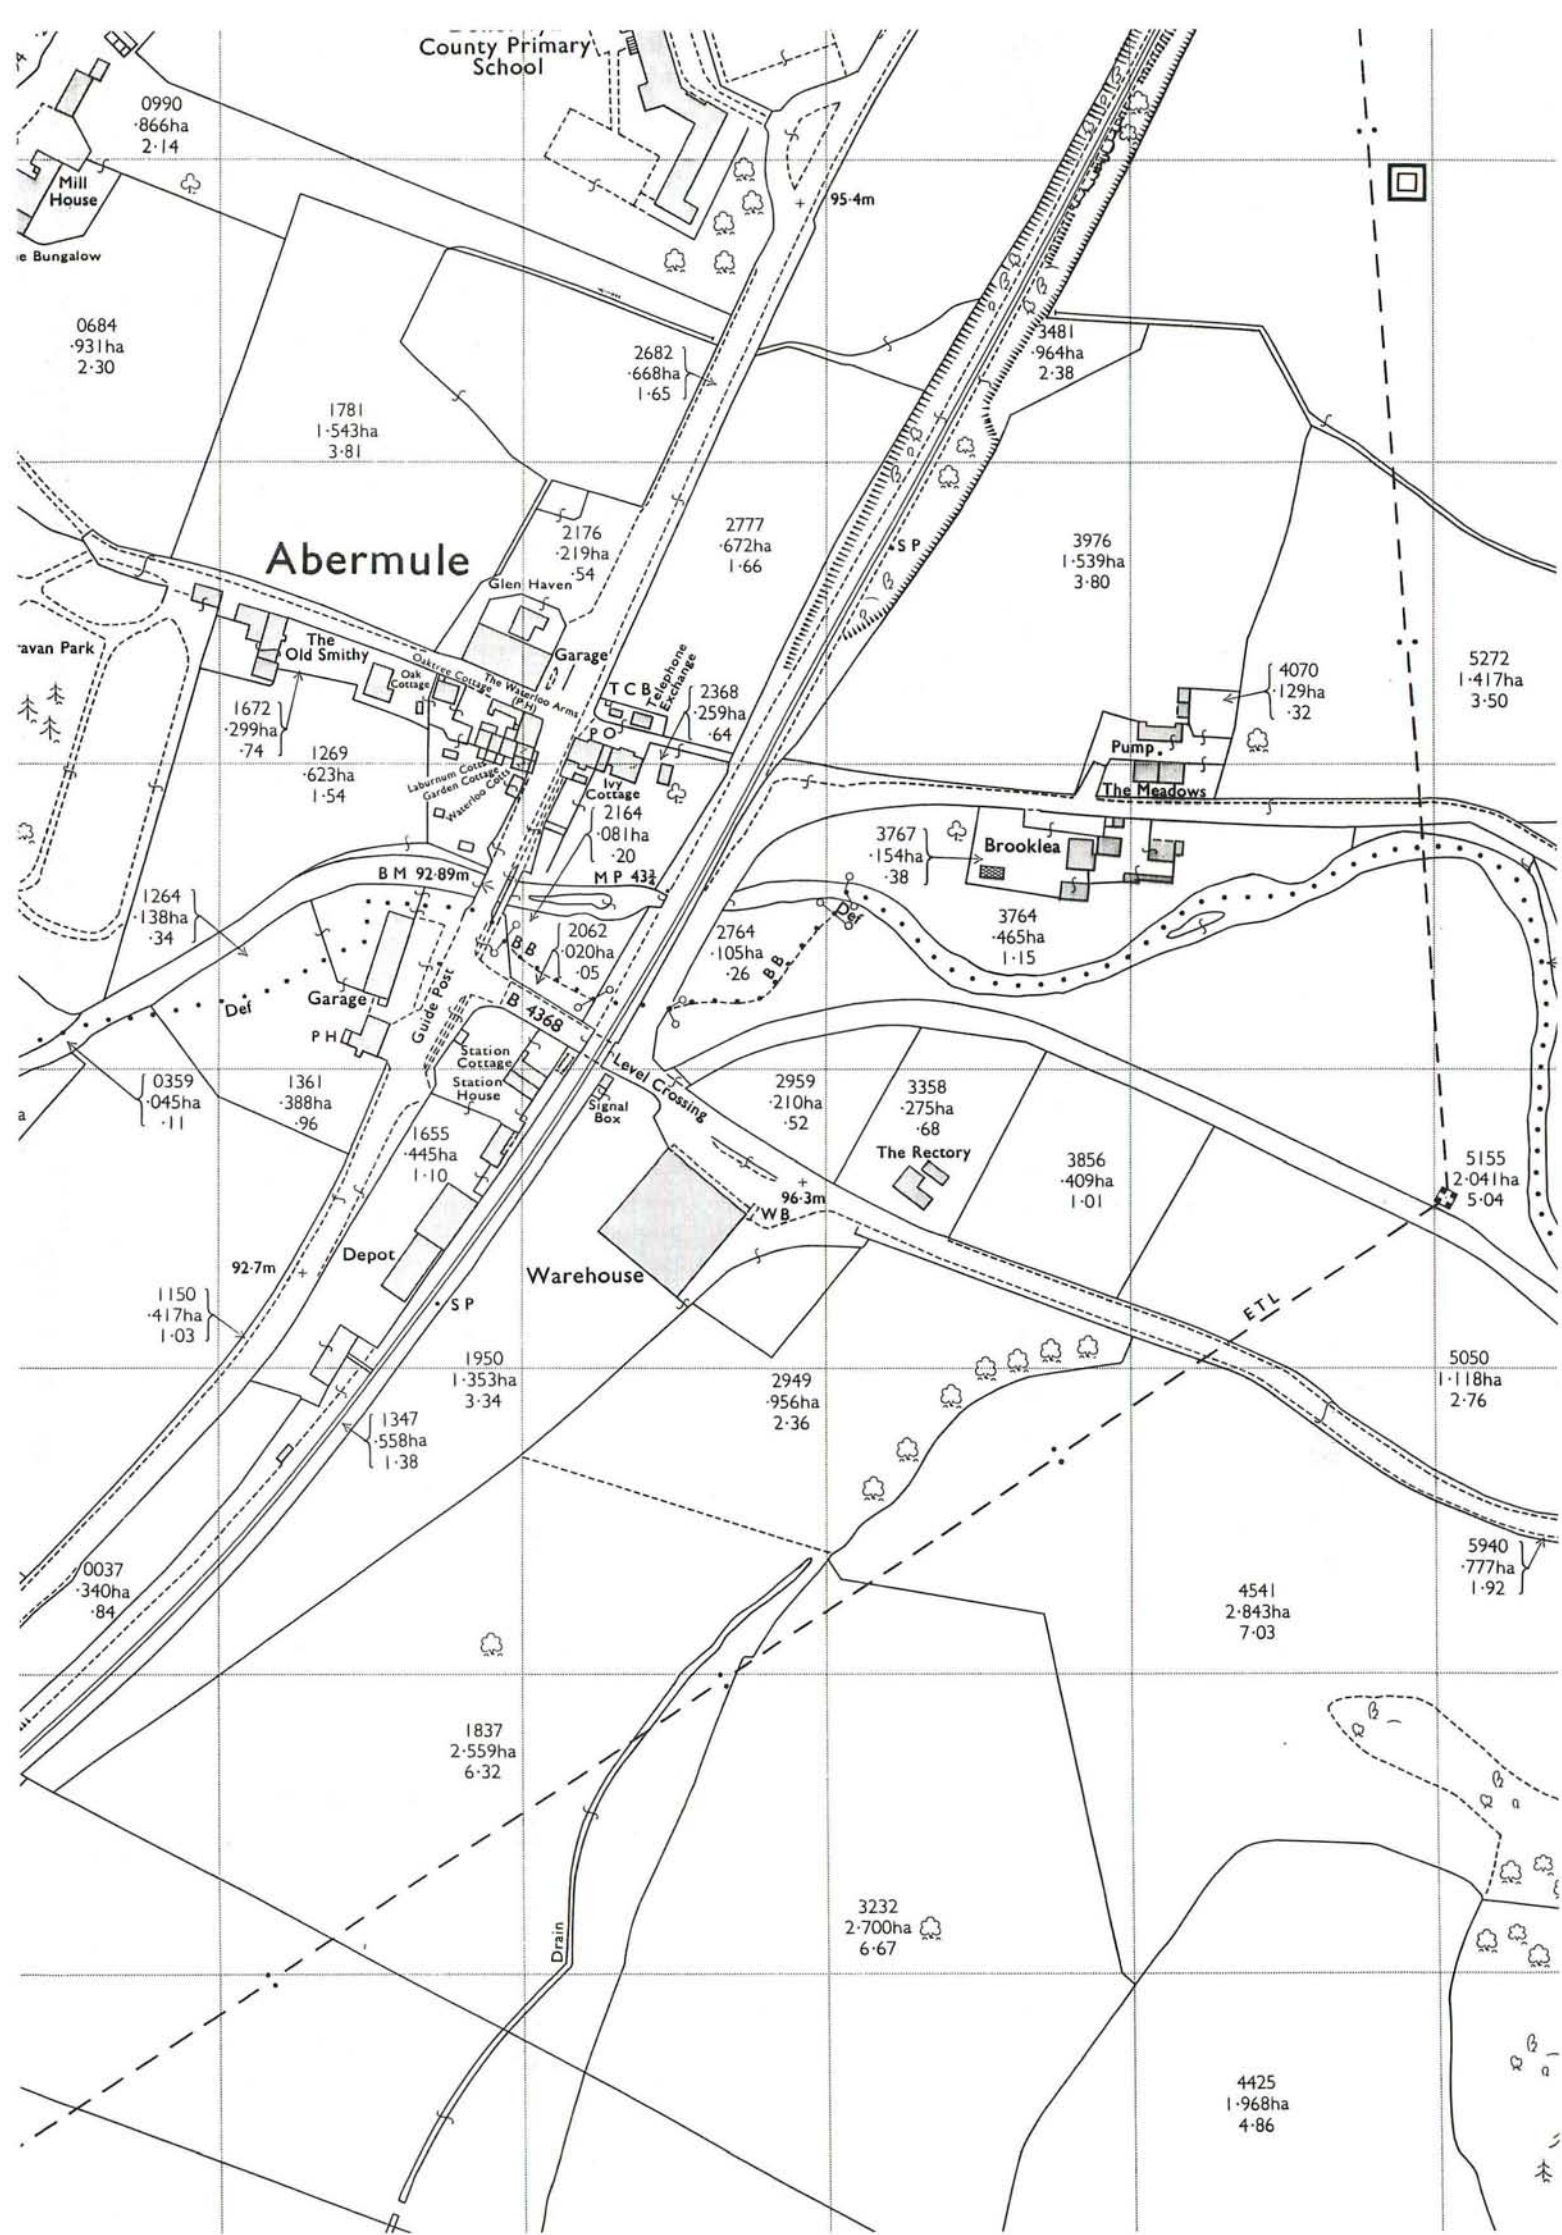 County Primary
School
0990
·866ha
2·14
Mill
House
95·4m
Bungalow
0684
·931ha
2·30
2682
·668ha
1·65
3481
·964ha
2·38
1781
1·543ha
3·81
2176
·219ha
·54
2777
·672ha
1·66
SP
3976
1·539ha
3·80
Abermule
Glen Haven
Garage
The
Old Smithy
Oak
Cottage
Oaktree Cottage
The Waterloo Arms
(PH)
TCB
Telephone
Exchange
2368
·259ha
·64
4070
·129ha
·32
5272
1·417ha
3·50
Park
1672
·299ha
·74
PO
1269
·623ha
1·54
Laburnum Cotts
Garden Cottage
Waterloo Cotts
Ivy
Cottage
Pump
The Meadows
2164
·081ha
·20
3767
·154ha
·38
Brooklea
BM 92·89m
MP 43¾
1264
·138ha
·34
Def
3764
·465ha
1·15
2062
·020ha
·05
BB
2764
·105ha
·26
BB
Garage
Def
Guide Post
B 4368
PH
Station
Cottage
Station
House
Level Crossing
Signal
Box
0359
·045ha
·11
1361
·388ha
·96
2959
·210ha
·52
3358
·275ha
·68
The Rectory
1655
·445ha
1·10
3856
·409ha
1·01
5155
2·041ha
5·04
96·3m
WB
Depot
92·7m
Warehouse
1150
·417ha
1·03
SP
ETL
1950
1·353ha
3·34
2949
·956ha
2·36
5050
1·118ha
2·76
1347
·558ha
1·38
0037
·340ha
·84
5940
·777ha
1·92
4541
2·843ha
7·03
1837
2·559ha
6·32
3232
2·700ha
6·67
Drain
4425
1·968ha
4·86